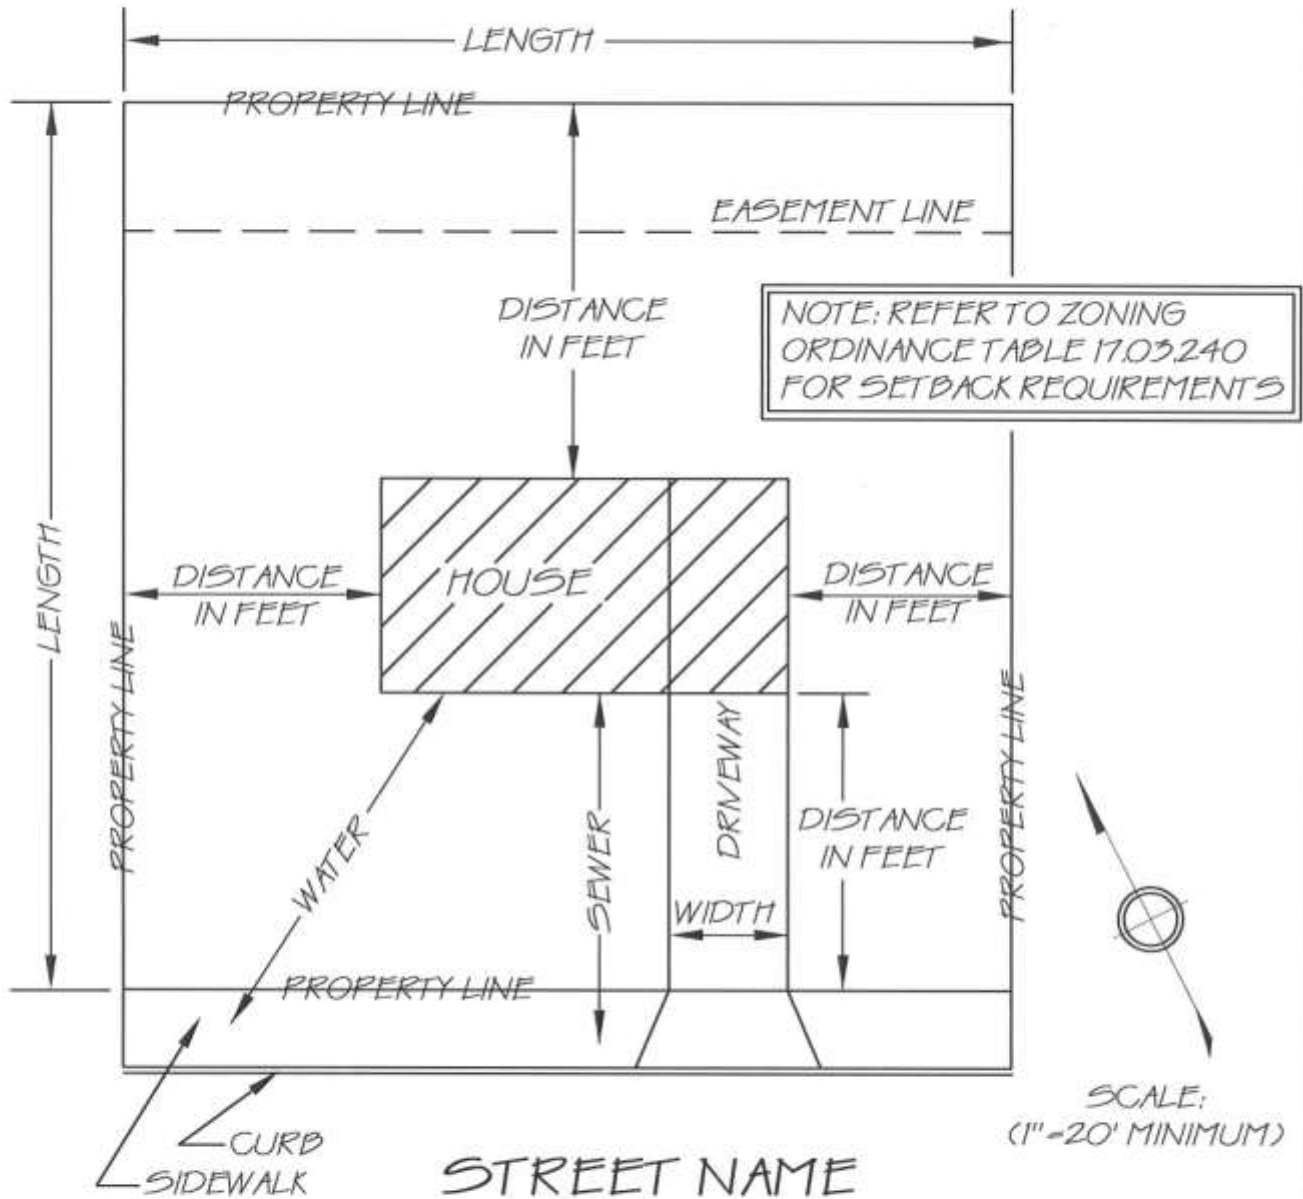 LENGTH
PROPERTY LINE
EASEMENT LINE
DISTANCE
IN FEET
NOTE: REFER TO ZONING
ORDINANCE TABLE 17.03.240
FOR SETBACK REQUIREMENTS
LENGTH
DISTANCE
IN FEET
HOUSE
DISTANCE
IN FEET
PROPERTY LINE
PROPERTY LINE
WATER
SEWER
DRIVEWAY
DISTANCE
IN FEET
WIDTH
PROPERTY LINE
CURB
SIDEWALK
STREET NAME
SCALE:
(1"=20' MINIMUM)